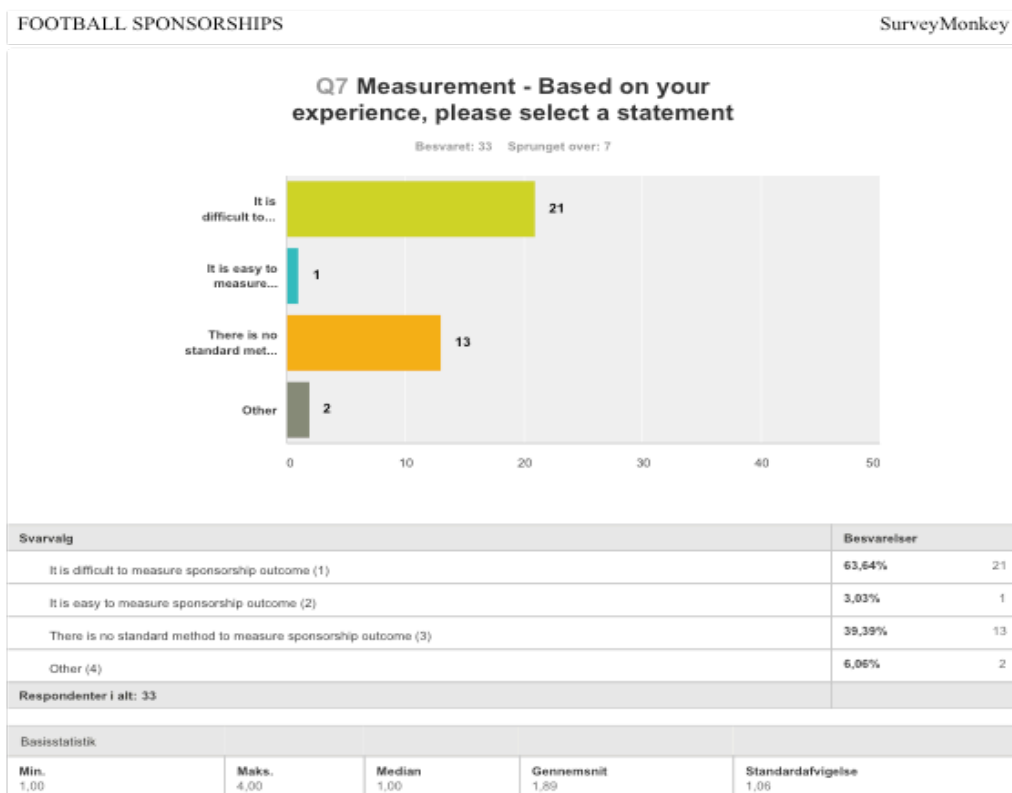 FOOTBALL SPONSORSHIPS SurveyMonkey
Q7 Measurement - Based on your
experience, please select a statement
Besvaret: 33 Sprunget over: 7
It is
difficult to...
21
It is easy to
measure...
1
There is no
standard met...
13
Other
2
0 10 20 30 40 50
Svarvalg Besvarelser
It is difficult to measure sponsorship outcome (1) 63,64% 21
It is easy to measure sponsorship outcome (2) 3,03% 1
There is no standard method to measure sponsorship outcome (3) 39,39% 13
Other (4) 6,06% 2
Respondenter i alt: 33
Basisstatistik
Min. Maks. Median Gennemsnit Standardafvigelse
1,00 4,00 1,00 1,89 1,06